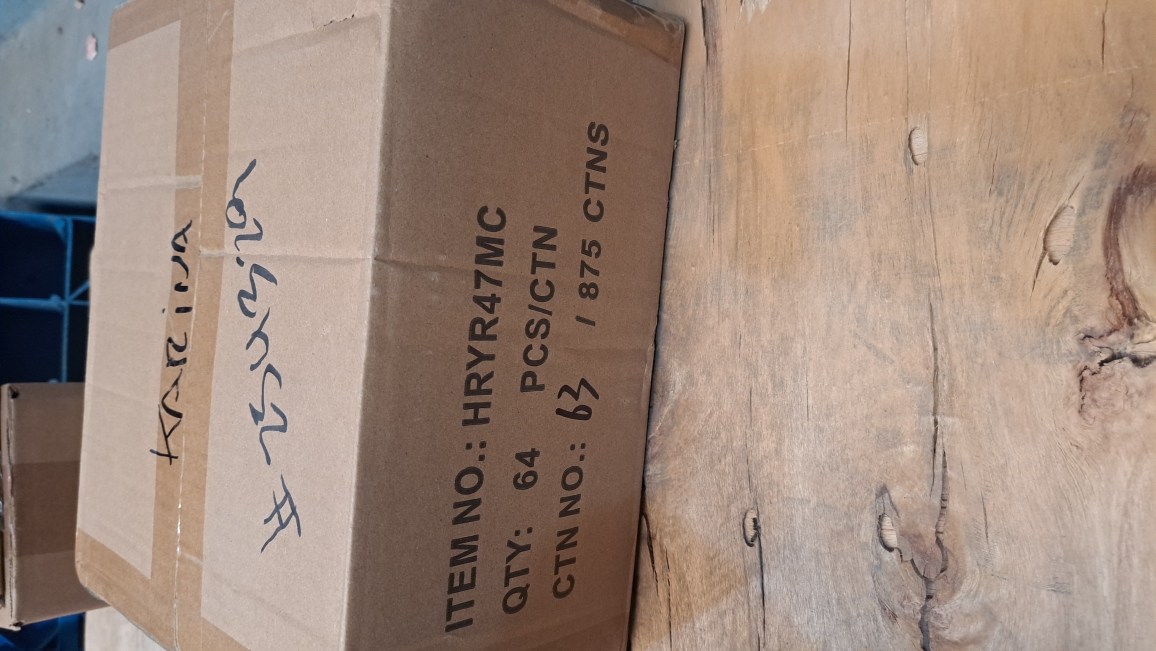 KARINA
ITEM NO.: HRYR47MC
QTY: 64 PCS/CTN
CTN NO.: 63 / 875 CTNS